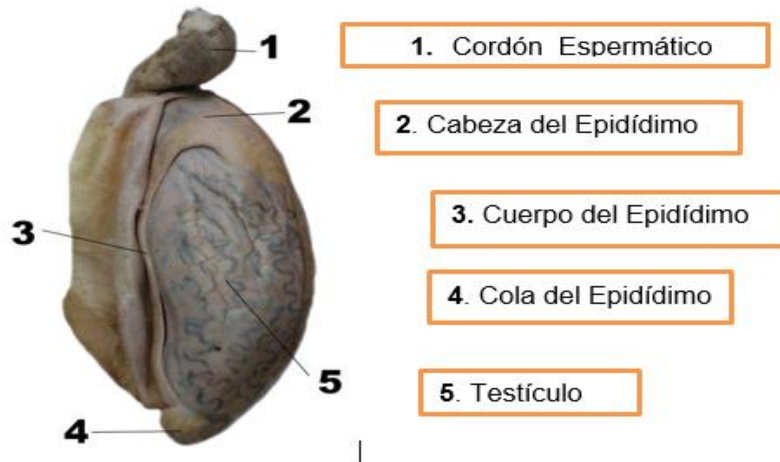 1
1. Cordón Espermático
2
2. Cabeza del Epidídimo
3
3. Cuerpo del Epidídimo
4. Cola del Epidídimo
5
5. Testículo
4